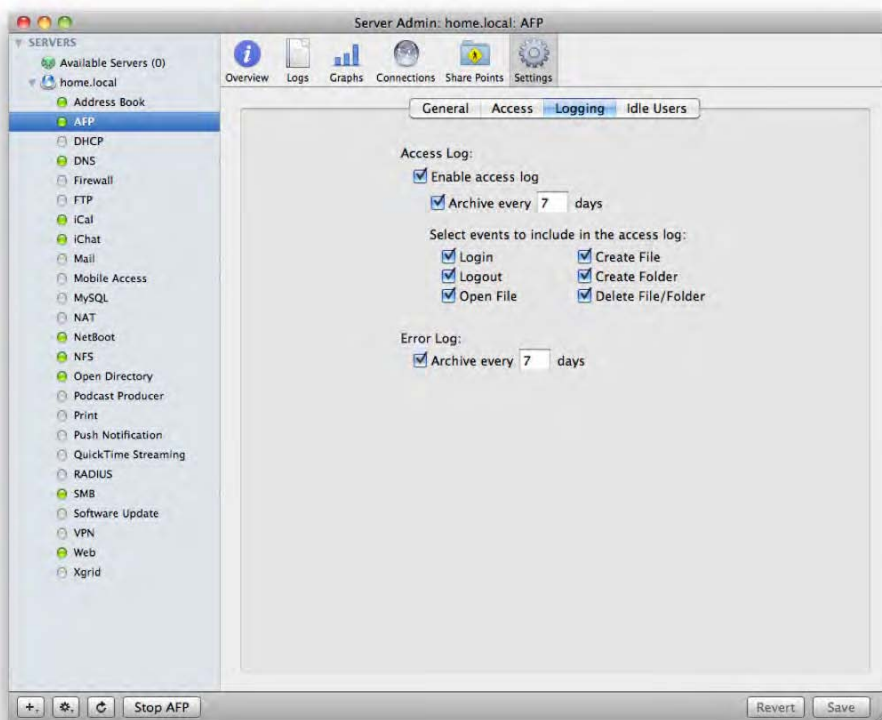 Server Admin: home.local: AFP
SERVERS
Available Servers (0)
home.local
Address Book
AFP
DHCP
DNS
Firewall
FTP
iCal
iChat
Mail
Mobile Access
MySQL
NAT
NetBoot
NFS
Open Directory
Podcast Producer
Print
Push Notification
QuickTime Streaming
RADIUS
SMB
Software Update
VPN
Web
Xgrid
Overview Logs Graphs Connections Share Points Settings
General Access Logging Idle Users
Access Log:
Enable access log
Archive every 7 days
Select events to include in the access log:
Login Create File
Logout Create Folder
Open File Delete File/Folder
Error Log:
Archive every 7 days
Stop AFP Revert Save